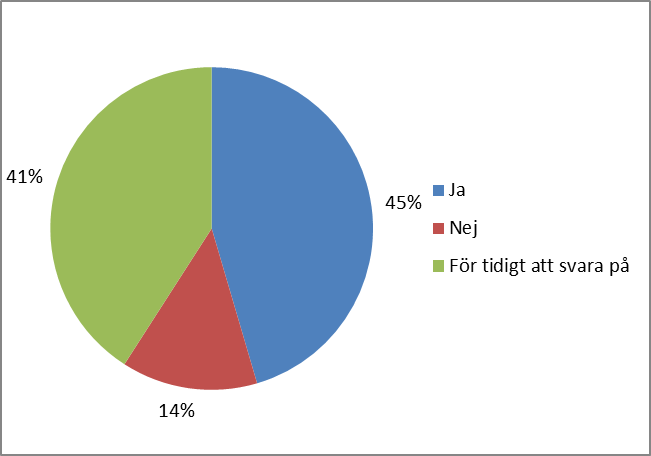 41%
45%
14%
Ja
Nej
För tidigt att svara på